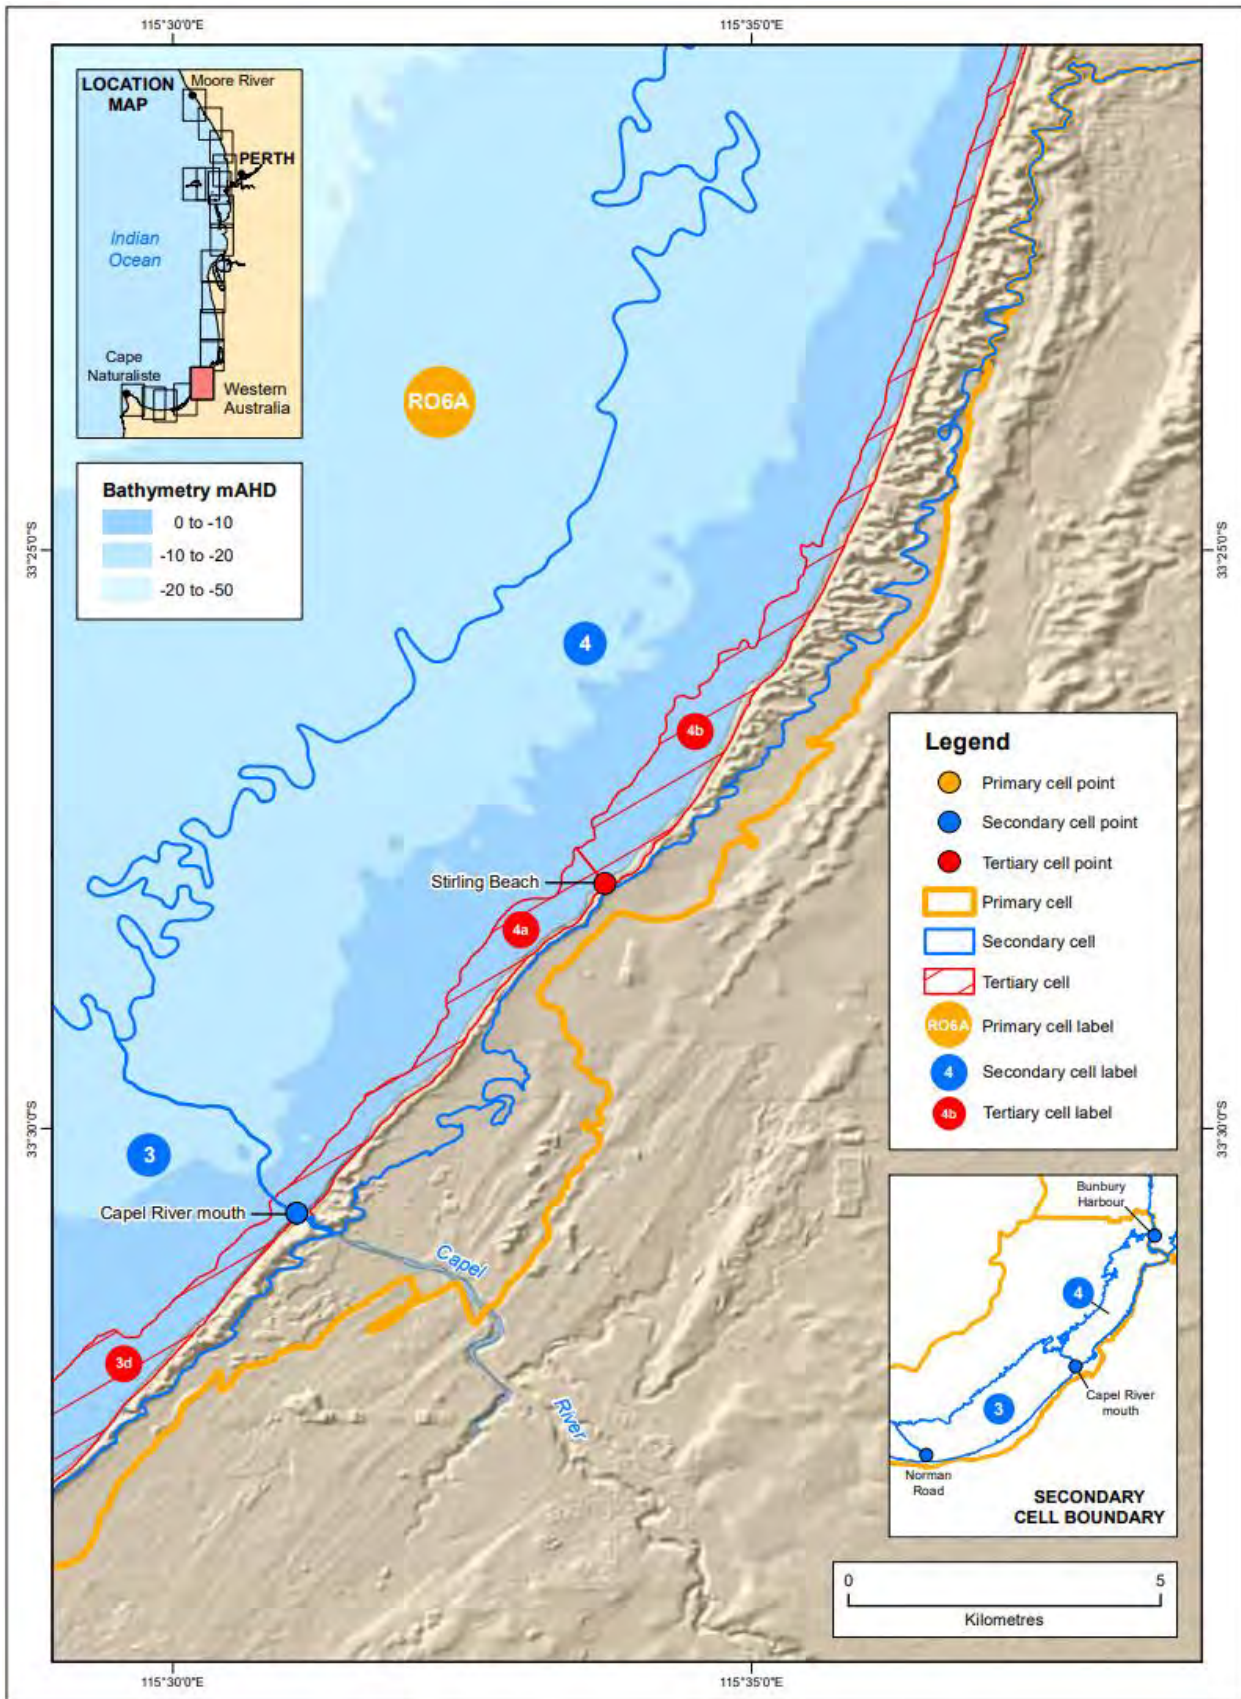 115°30'0"E
115°35'0"E
LOCATION
MAP
Moore River
PERTH
Indian
Ocean
Cape
Naturaliste
Western
Australia
RO6A
Bathymetry mAHD
0 to -10
-10 to -20
-20 to -50
33°25'0"S
33°25'0"S
4
4b
Stirling Beach
4a
Legend
Primary cell point
Secondary cell point
Tertiary cell point
Primary cell
Secondary cell
Tertiary cell
RO6A
Primary cell label
4
Secondary cell label
4b
Tertiary cell label
33°30'0"S
33°30'0"S
3
Capel River mouth
Capel
River
3d
Bunbury
Harbour
4
Capel River
mouth
3
Norman
Road
SECONDARY
CELL BOUNDARY
0
5
Kilometres
115°30'0"E
115°35'0"E